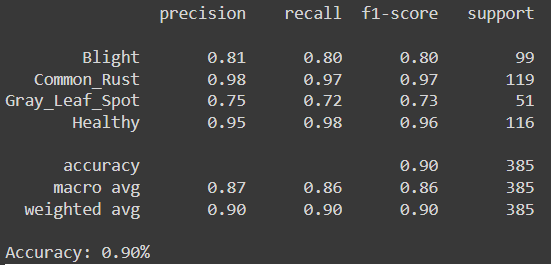 precision recall f1-score support
Blight 0.81 0.80 0.80 99
Common_Rust 0.98 0.97 0.97 119
Gray_Leaf_Spot 0.75 0.72 0.73 51
Healthy 0.95 0.98 0.96 116
accuracy 0.90 385
macro avg 0.87 0.86 0.86 385
weighted avg 0.90 0.90 0.90 385
Accuracy: 0.90%